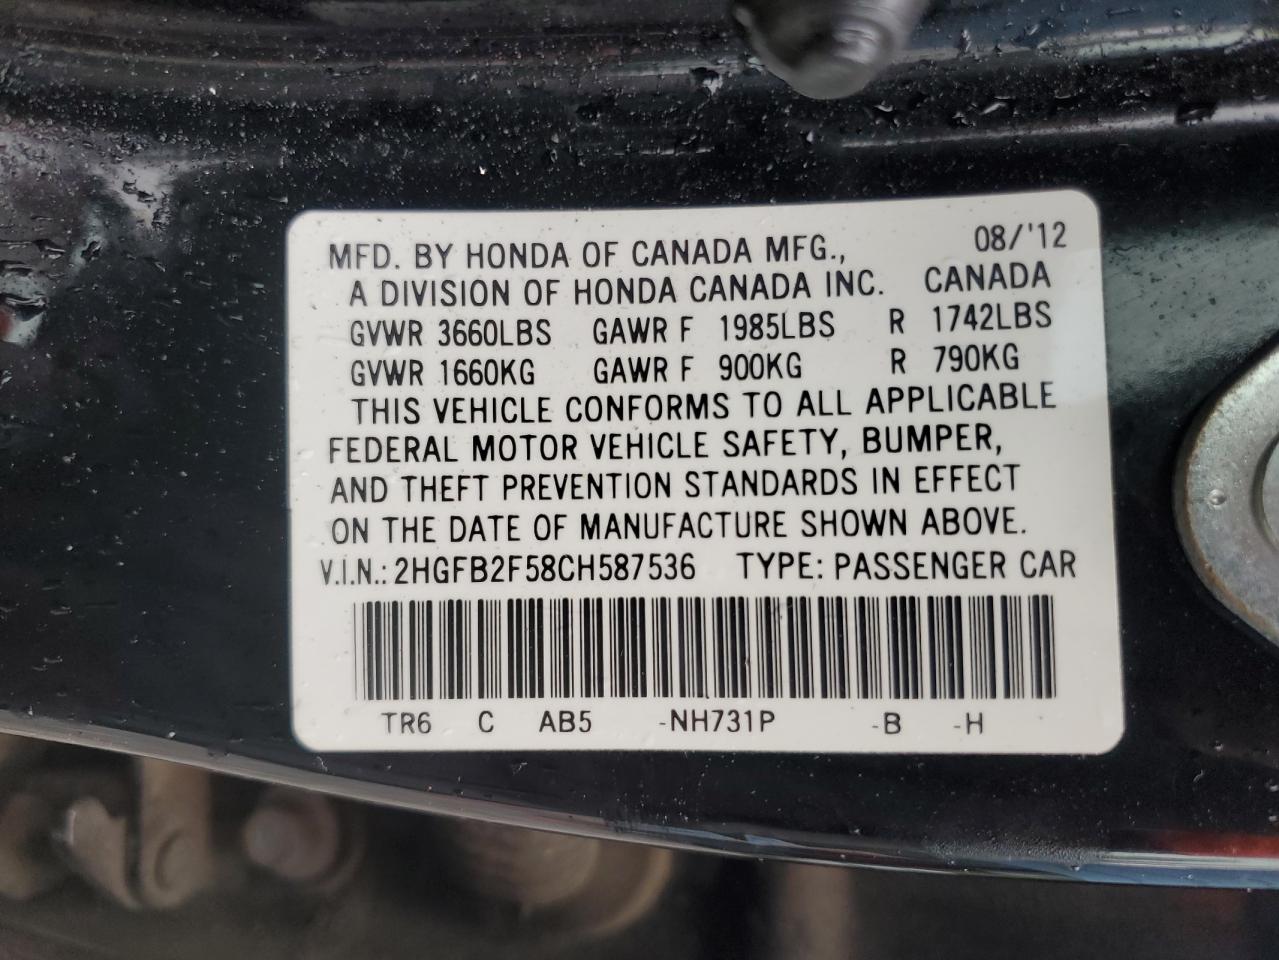 MFD. BY HONDA OF CANADA MFG., 08/'12
A DIVISION OF HONDA CANADA INC. CANADA
GVWR 3660LBS GAWR F 1985LBS R 1742LBS
GVWR 1660KG GAWR F 900KG R 790KG
THIS VEHICLE CONFORMS TO ALL APPLICABLE
FEDERAL MOTOR VEHICLE SAFETY, BUMPER,
AND THEFT PREVENTION STANDARDS IN EFFECT
ON THE DATE OF MANUFACTURE SHOWN ABOVE.
V.I.N.: 2HGFB2F58CH587536 TYPE: PASSENGER CAR
TR6 C AB5 -NH731P -B -H